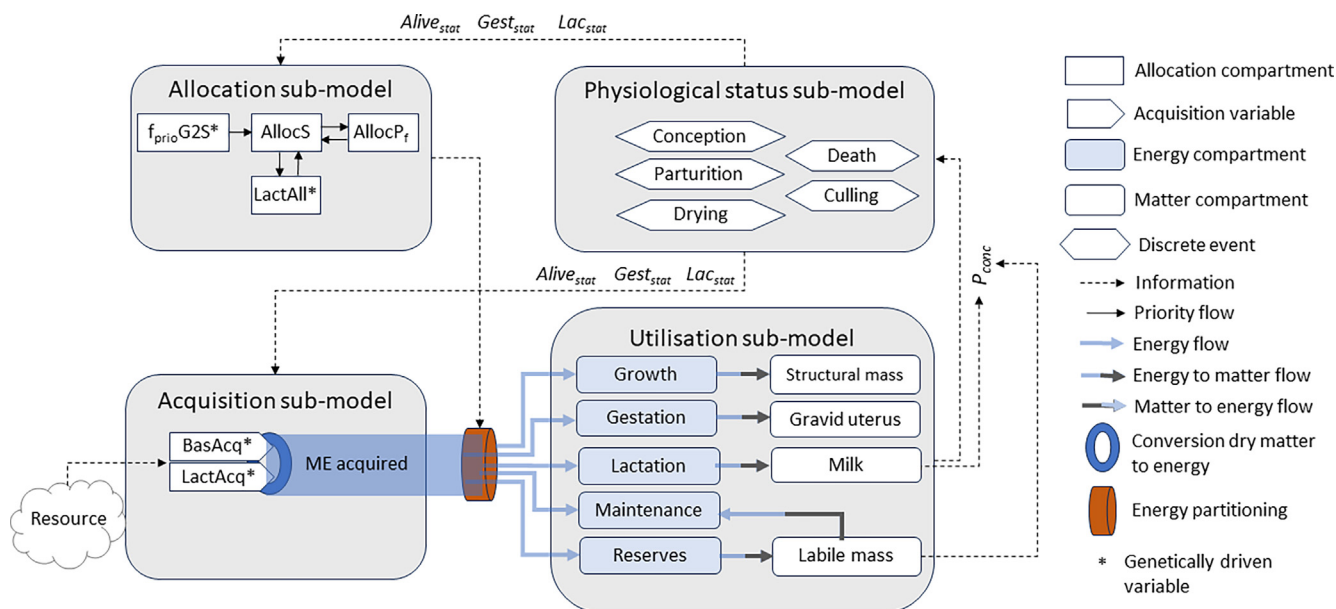 Alive_stat Gest_stat Lac_stat
Allocation sub-model
f_prioG2S*
AllocS
AllocP_f
LactAll*
Physiological status sub-model
Conception
Parturition
Drying
Death
Culling
Alive_stat Gest_stat Lac_stat
P_conc
Acquisition sub-model
BasAcq*
LactAcq*
ME acquired
Resource
Utilisation sub-model
Growth
Structural mass
Gestation
Gravid uterus
Lactation
Milk
Maintenance
Reserves
Labile mass
Allocation compartment
Acquisition variable
Energy compartment
Matter compartment
Discrete event
Information
Priority flow
Energy flow
Energy to matter flow
Matter to energy flow
Conversion dry matter
to energy
Energy partitioning
* Genetically driven
variable